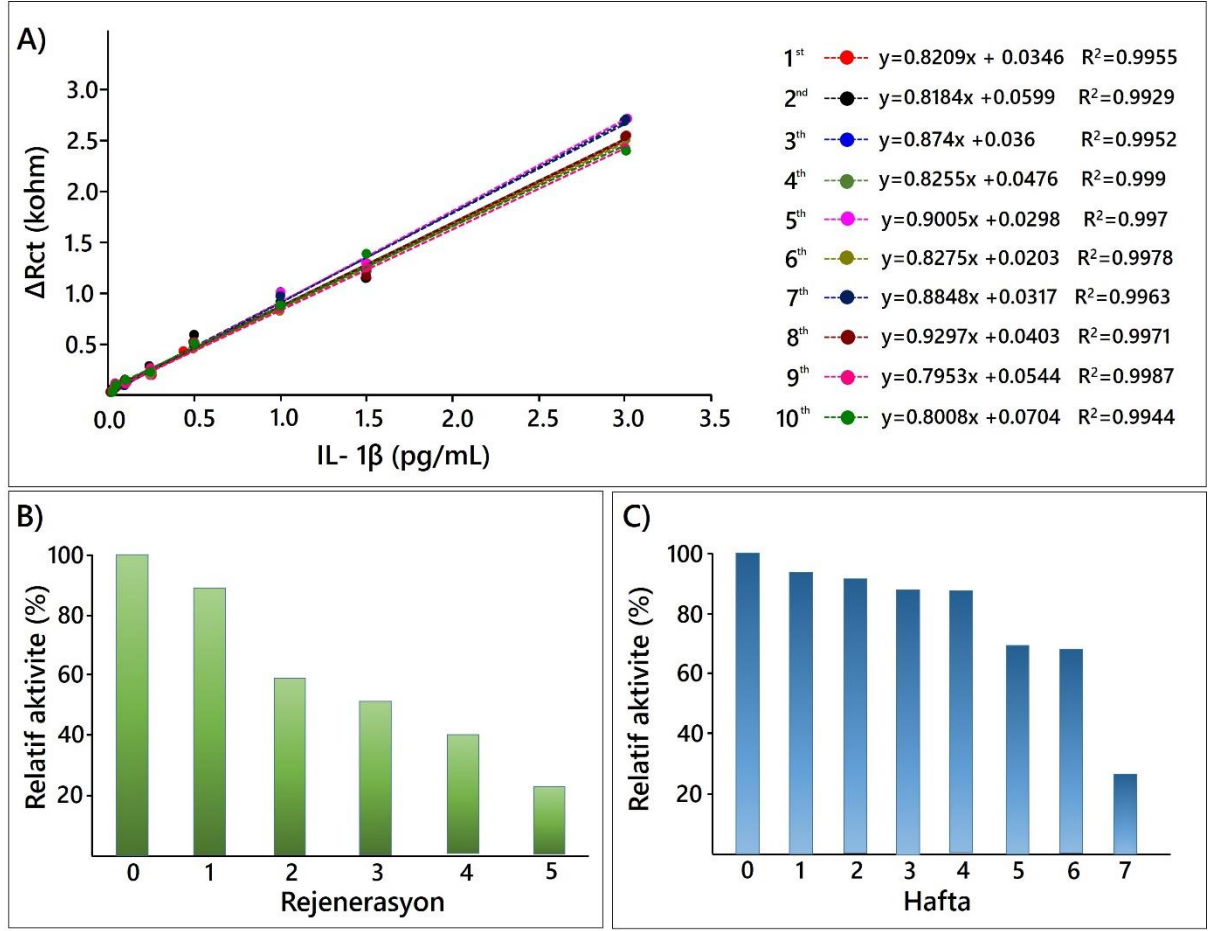 A)
ΔRct (kohm)
3.0
2.5
2.0
1.5
1.0
0.5
0.0 0.5 1.0 1.5 2.0 2.5 3.0 3.5
IL- 1β (pg/mL)
1st y=0.8209x + 0.0346 R2=0.9955
2nd y=0.8184x +0.0599 R2=0.9929
3th y=0.874x +0.036 R2=0.9952
4th y=0.8255x +0.0476 R2=0.999
5th y=0.9005x +0.0298 R2=0.997
6th y=0.8275x +0.0203 R2=0.9978
7th y=0.8848x +0.0317 R2=0.9963
8th y=0.9297x +0.0403 R2=0.9971
9th y=0.7953x +0.0544 R2=0.9987
10th y=0.8008x +0.0704 R2=0.9944
B)
Relatif aktivite (%)
100
80
60
40
20
0 1 2 3 4 5
Rejenerasyon
C)
Relatif aktivite (%)
100
80
60
40
20
0 1 2 3 4 5 6 7
Hafta